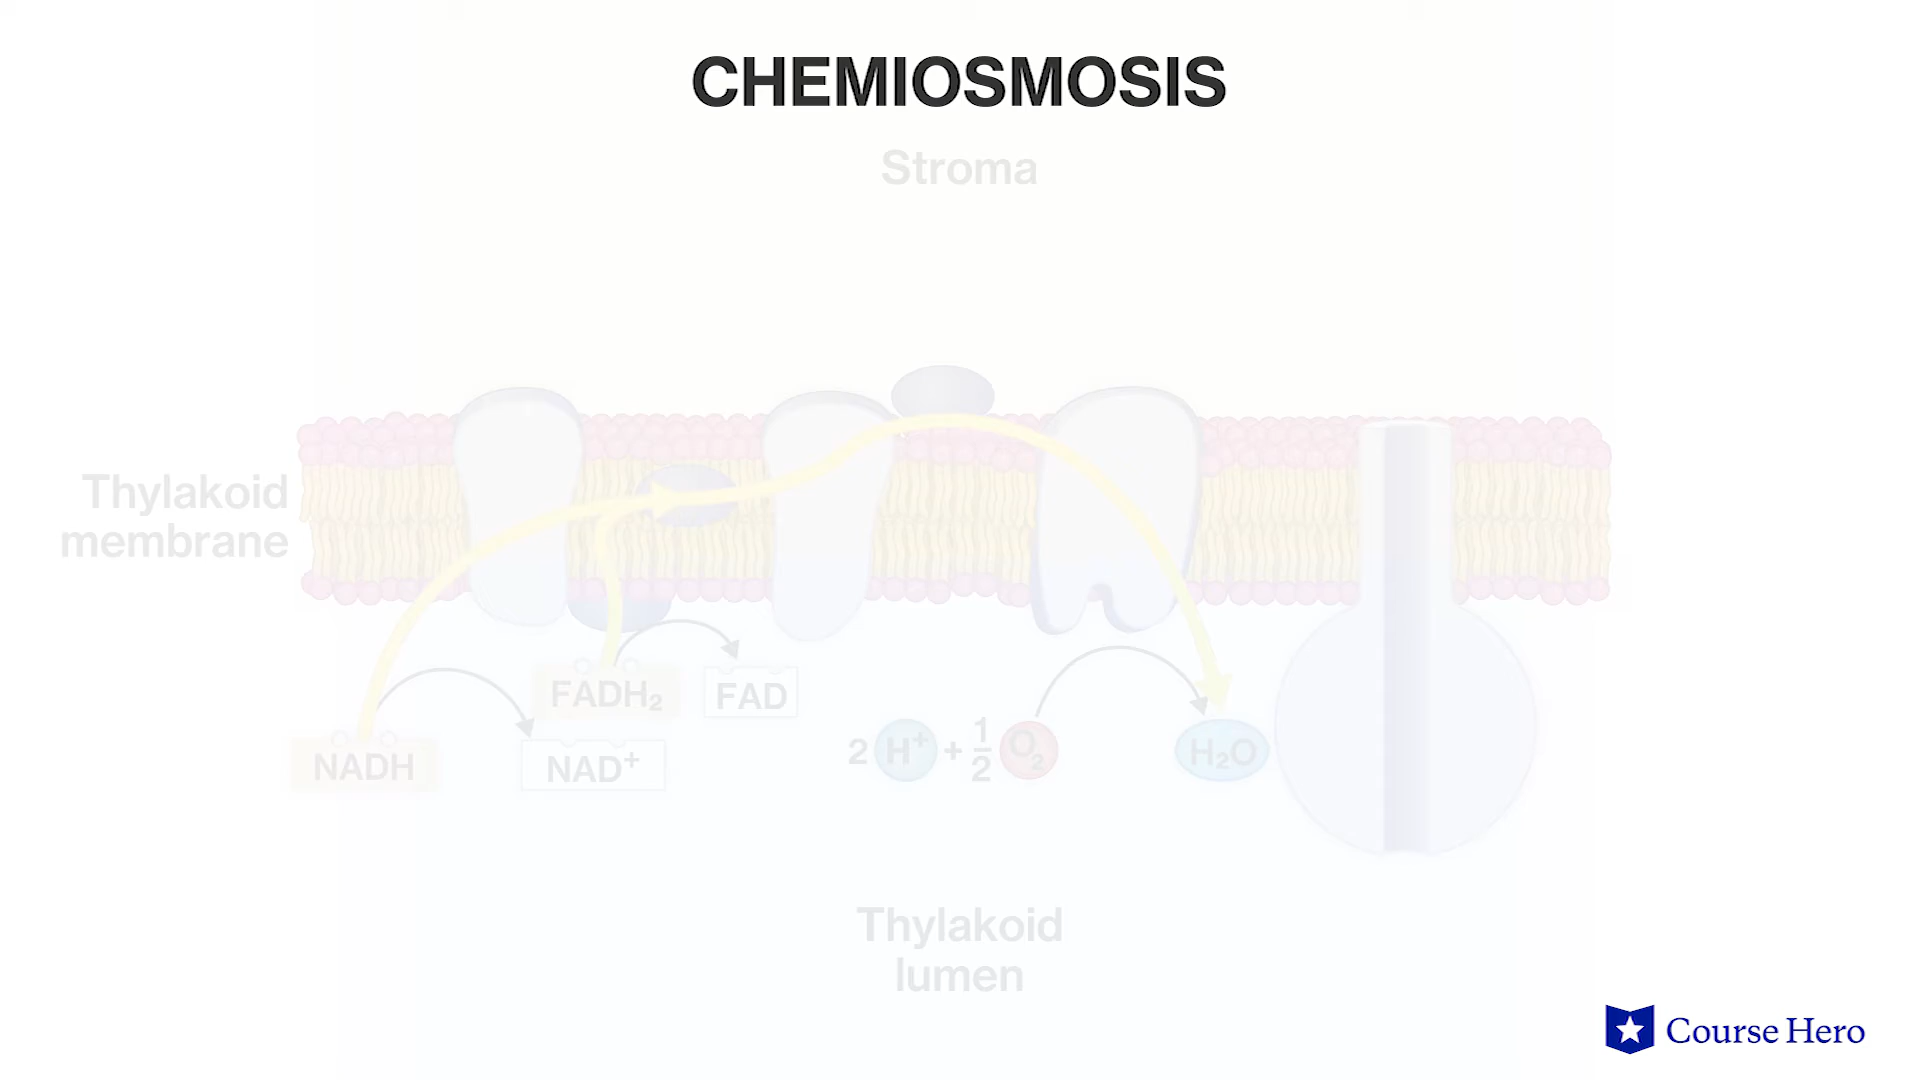 CHEMIOSMOSIS
Stroma
Thylakoid
membrane
FADH₂
FAD
NADH
NAD⁺
2 H⁺ + 1/2 O₂
H₂O
Thylakoid
lumen
Course Hero